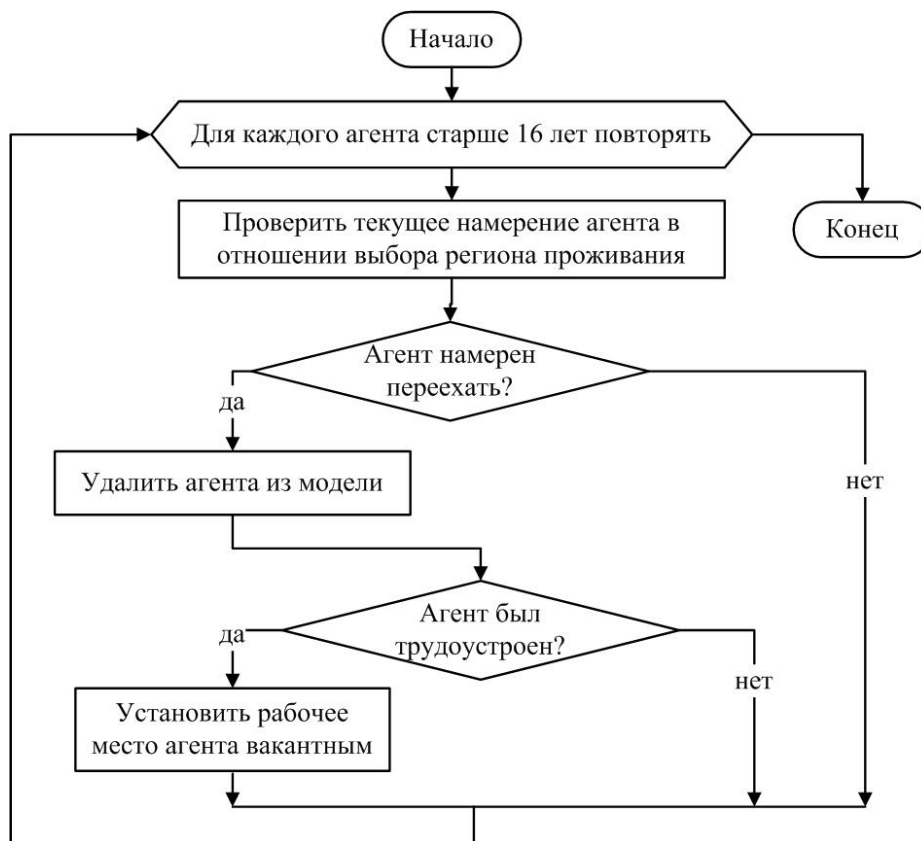 Начало
Для каждого агента старше 16 лет повторять
Проверить текущее намерение агента в
отношении выбора региона проживания
Конец
Агент намерен
переехать?
да
нет
Удалить агента из модели
Агент был
трудоустроен?
да
нет
Установить рабочее
место агента вакантным